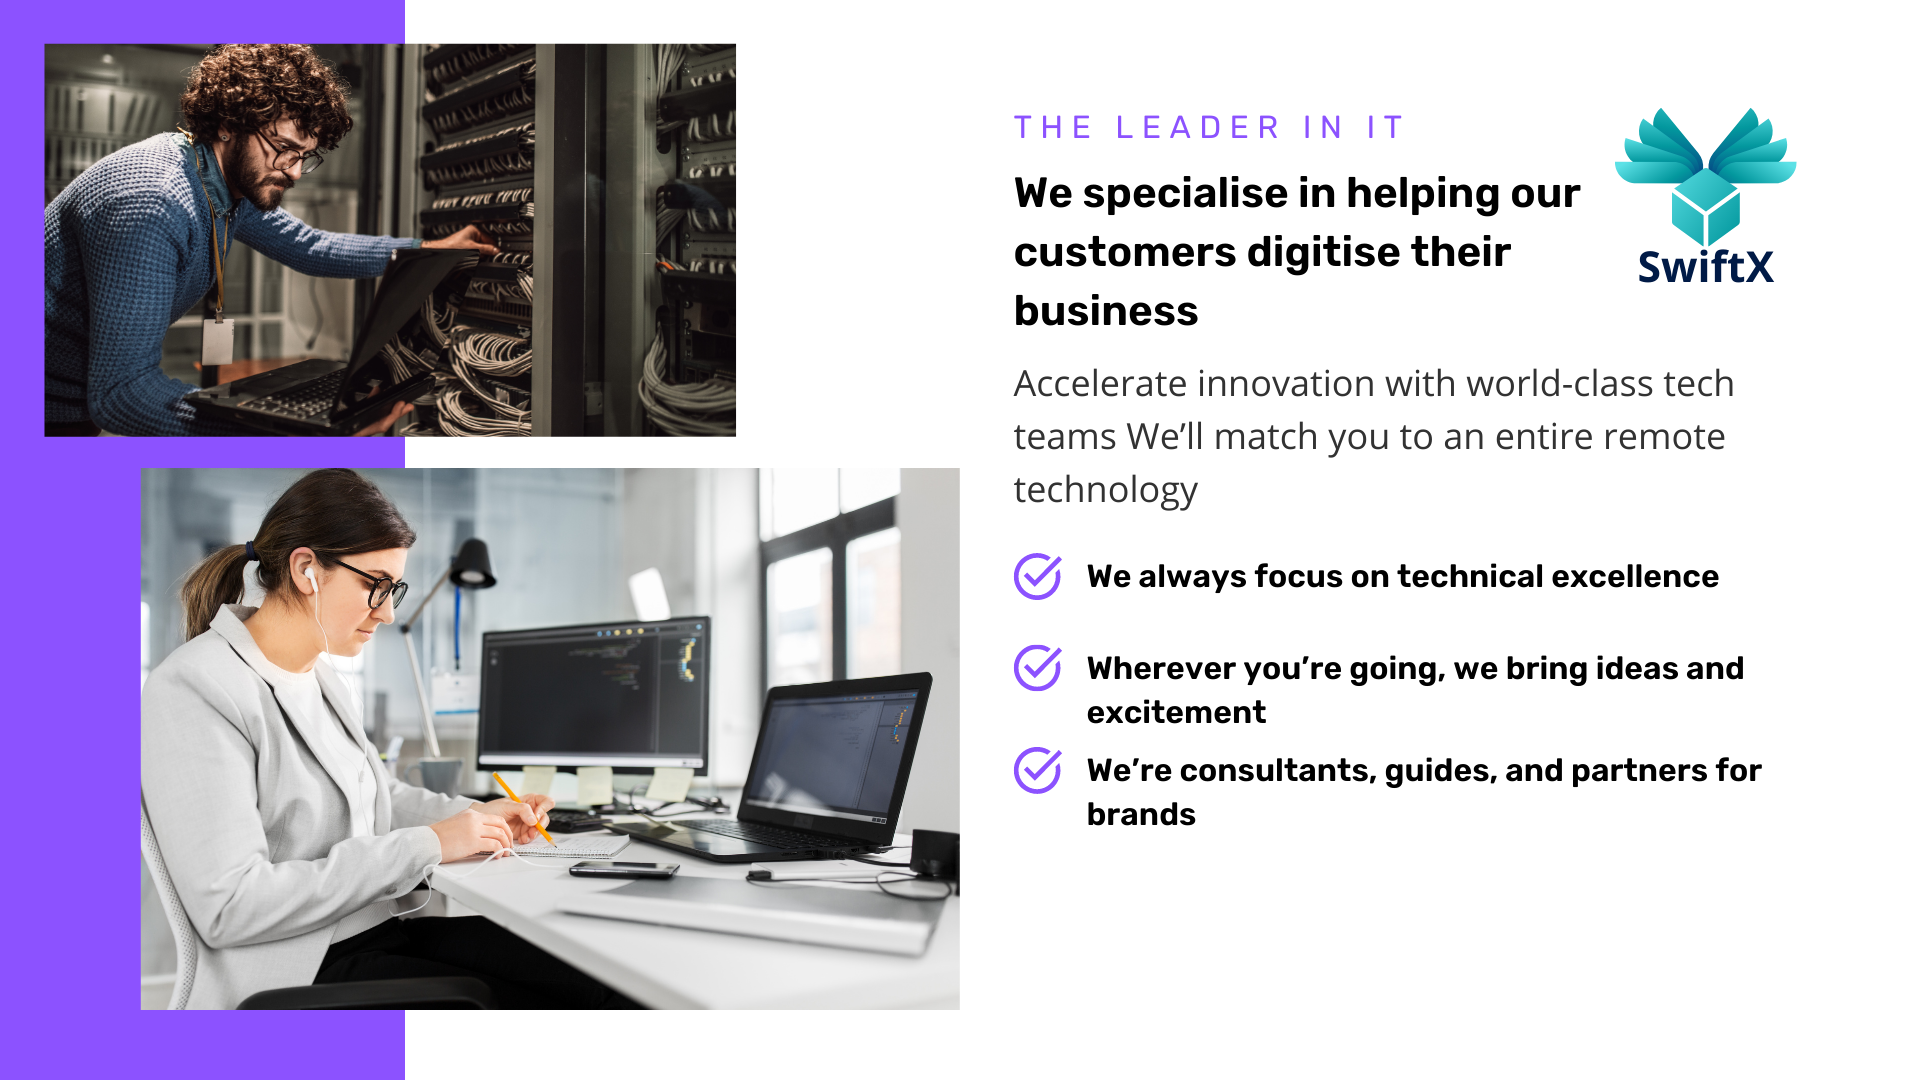 THE LEADER IN IT
We specialise in helping our
customers digitise their
business
SwiftX
Accelerate innovation with world-class tech
teams We’ll match you to an entire remote
technology
We always focus on technical excellence
Wherever you’re going, we bring ideas and
excitement
We’re consultants, guides, and partners for
brands